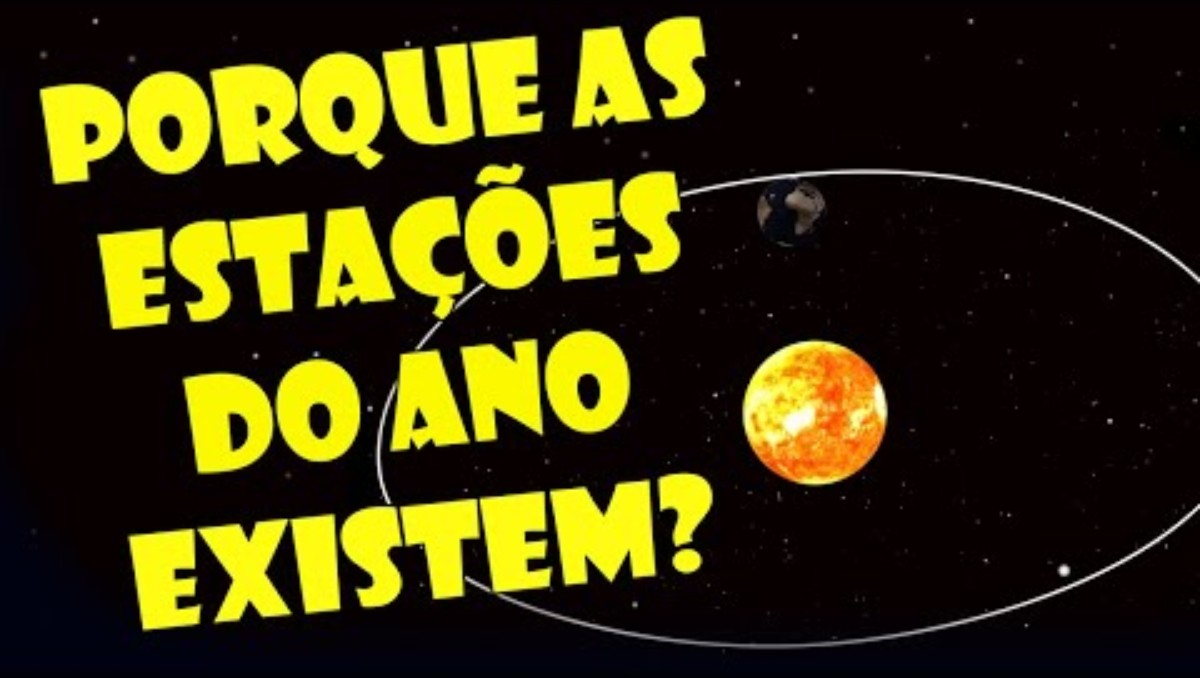 PORQUE AS
ESTAÇÕES
DO ANO
EXISTEM?